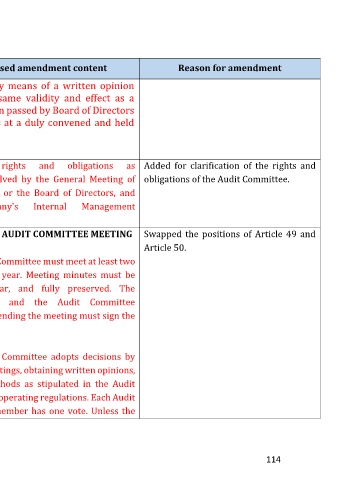 sed amendment content
Reason for amendment
y means of a written opinion
same validity and effect as a
n passed by Board of Directors
s at a duly convened and held
rights and obligations as
lved by the General Meeting of
or the Board of Directors, and
ny's Internal Management
Added for clarification of the rights and
obligations of the Audit Committee.
AUDIT COMMITTEE MEETING
Committee must meet at least two
year. Meeting minutes must be
ar, and fully preserved. The
and the Audit Committee
ending the meeting must sign the
Committee adopts decisions by
tings, obtaining written opinions,
hods as stipulated in the Audit
operating regulations. Each Audit
member has one vote. Unless the
Swapped the positions of Article 49 and
Article 50.
114